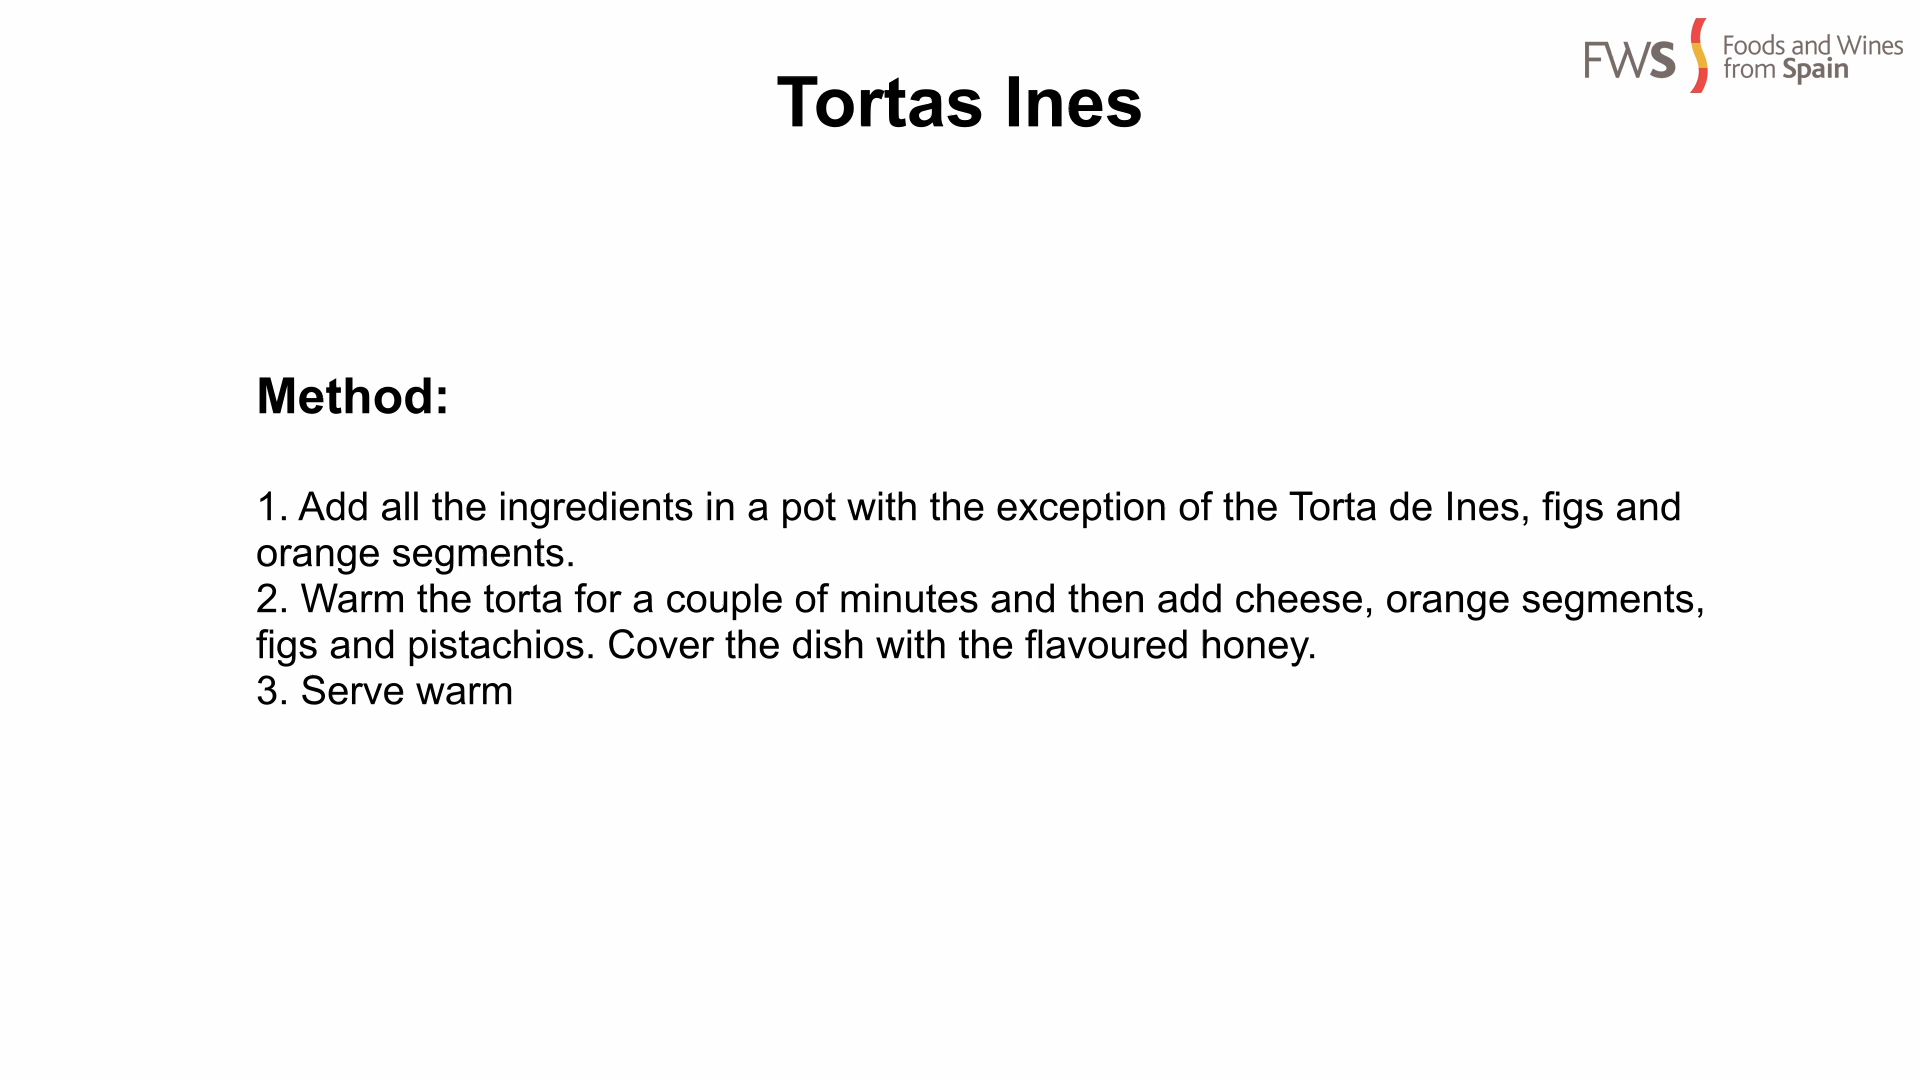 FWS Foods and Wines
from Spain
Tortas Ines
Method:
1. Add all the ingredients in a pot with the exception of the Torta de Ines, figs and
orange segments.
2. Warm the torta for a couple of minutes and then add cheese, orange segments,
figs and pistachios. Cover the dish with the flavoured honey.
3. Serve warm